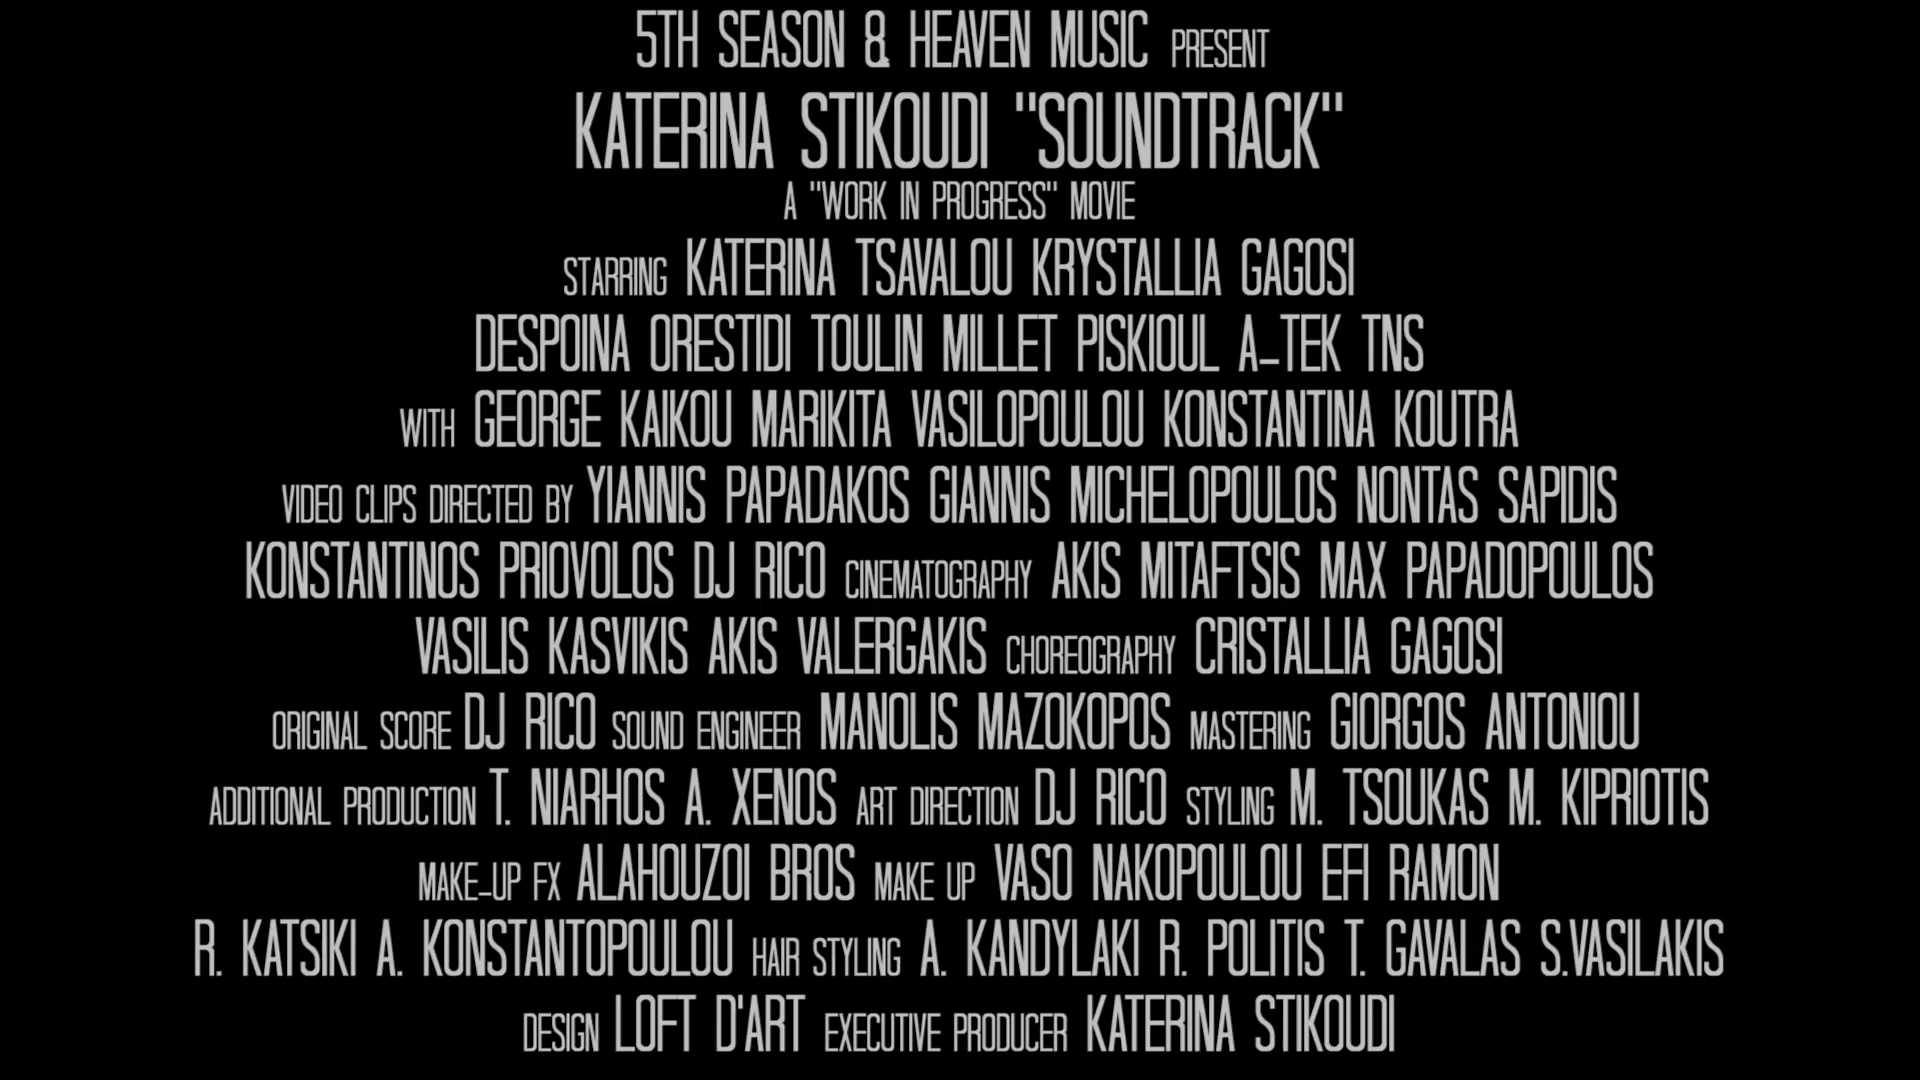 5TH SEASON & HEAVEN MUSIC PRESENT
KATERINA STIKOUDI "SOUNDTRACK"
A "WORK IN PROGRESS" MOVIE
STARRING KATERINA TSAVALOU KRYSTALLIA GAGOSI
DESPOINA ORESTIDI TOULIN MILLET PISKIOUL A-TEK TNS
WITH GEORGE KAIKOU MARIKITA VASILOPOULOU KONSTANTINA KOUTRA
VIDEO CLIPS DIRECTED BY YIANNIS PAPADAKOS GIANNIS MICHELOPOULOS NONTAS SAPIDIS
KONSTANTINOS PRIOVOLOS DJ RICO CINEMATOGRAPHY AKIS MITAFTSIS MAX PAPADOPOULOS
VASILIS KASVIKIS AKIS VALERGAKIS CHOREOGRAPHY CRISTALLIA GAGOSI
ORIGINAL SCORE DJ RICO SOUND ENGINEER MANOLIS MAZOKOPOS MASTERING GIORGOS ANTONIOU
ADDITIONAL PRODUCTION T. NIARHOS A. XENOS ART DIRECTION DJ RICO STYLING M. TSOUKAS M. KIPRIOTIS
MAKE-UP FX ALAHOUZOI BROS MAKE UP VASO NAKOPOULOU EFI RAMON
R. KATSIKI A. KONSTANTOPOULOU HAIR STYLING A. KANDYLAKI R. POLITIS T. GAVALAS S.VASILAKIS
DESIGN LOFT D'ART EXECUTIVE PRODUCER KATERINA STIKOUDI